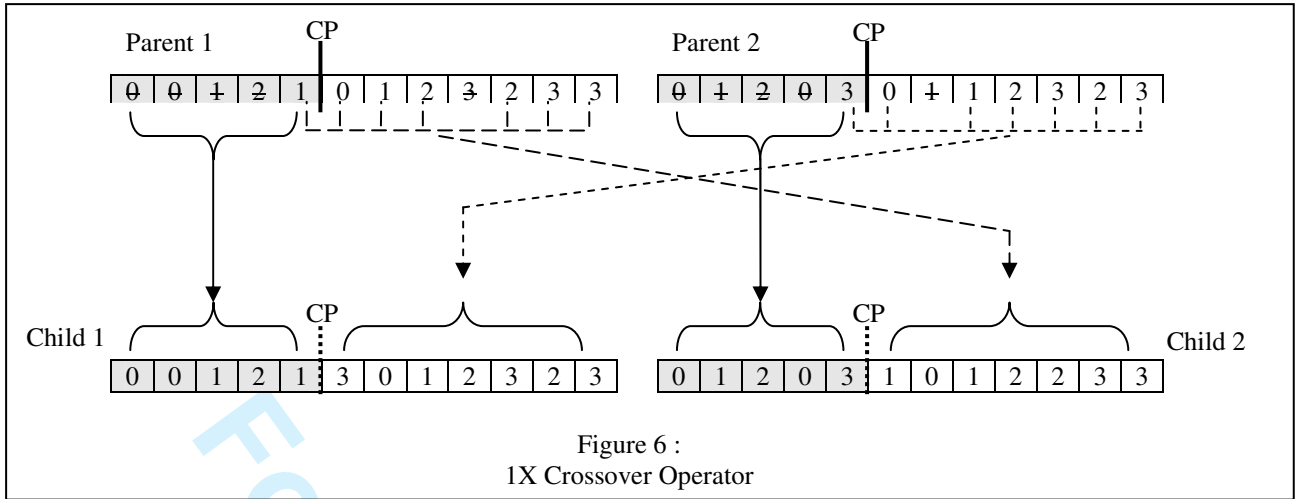 CP CP
Parent 1 Parent 2
0 0 1 2 1 0 1 2 3 2 3 3 0 1 2 0 3 0 1 1 2 3 2 3
CP CP
Child 1 Child 2
0 0 1 2 1 3 0 1 2 3 2 3 0 1 2 0 3 1 0 1 2 2 3 3
Figure 6 :
1X Crossover Operator
Fo